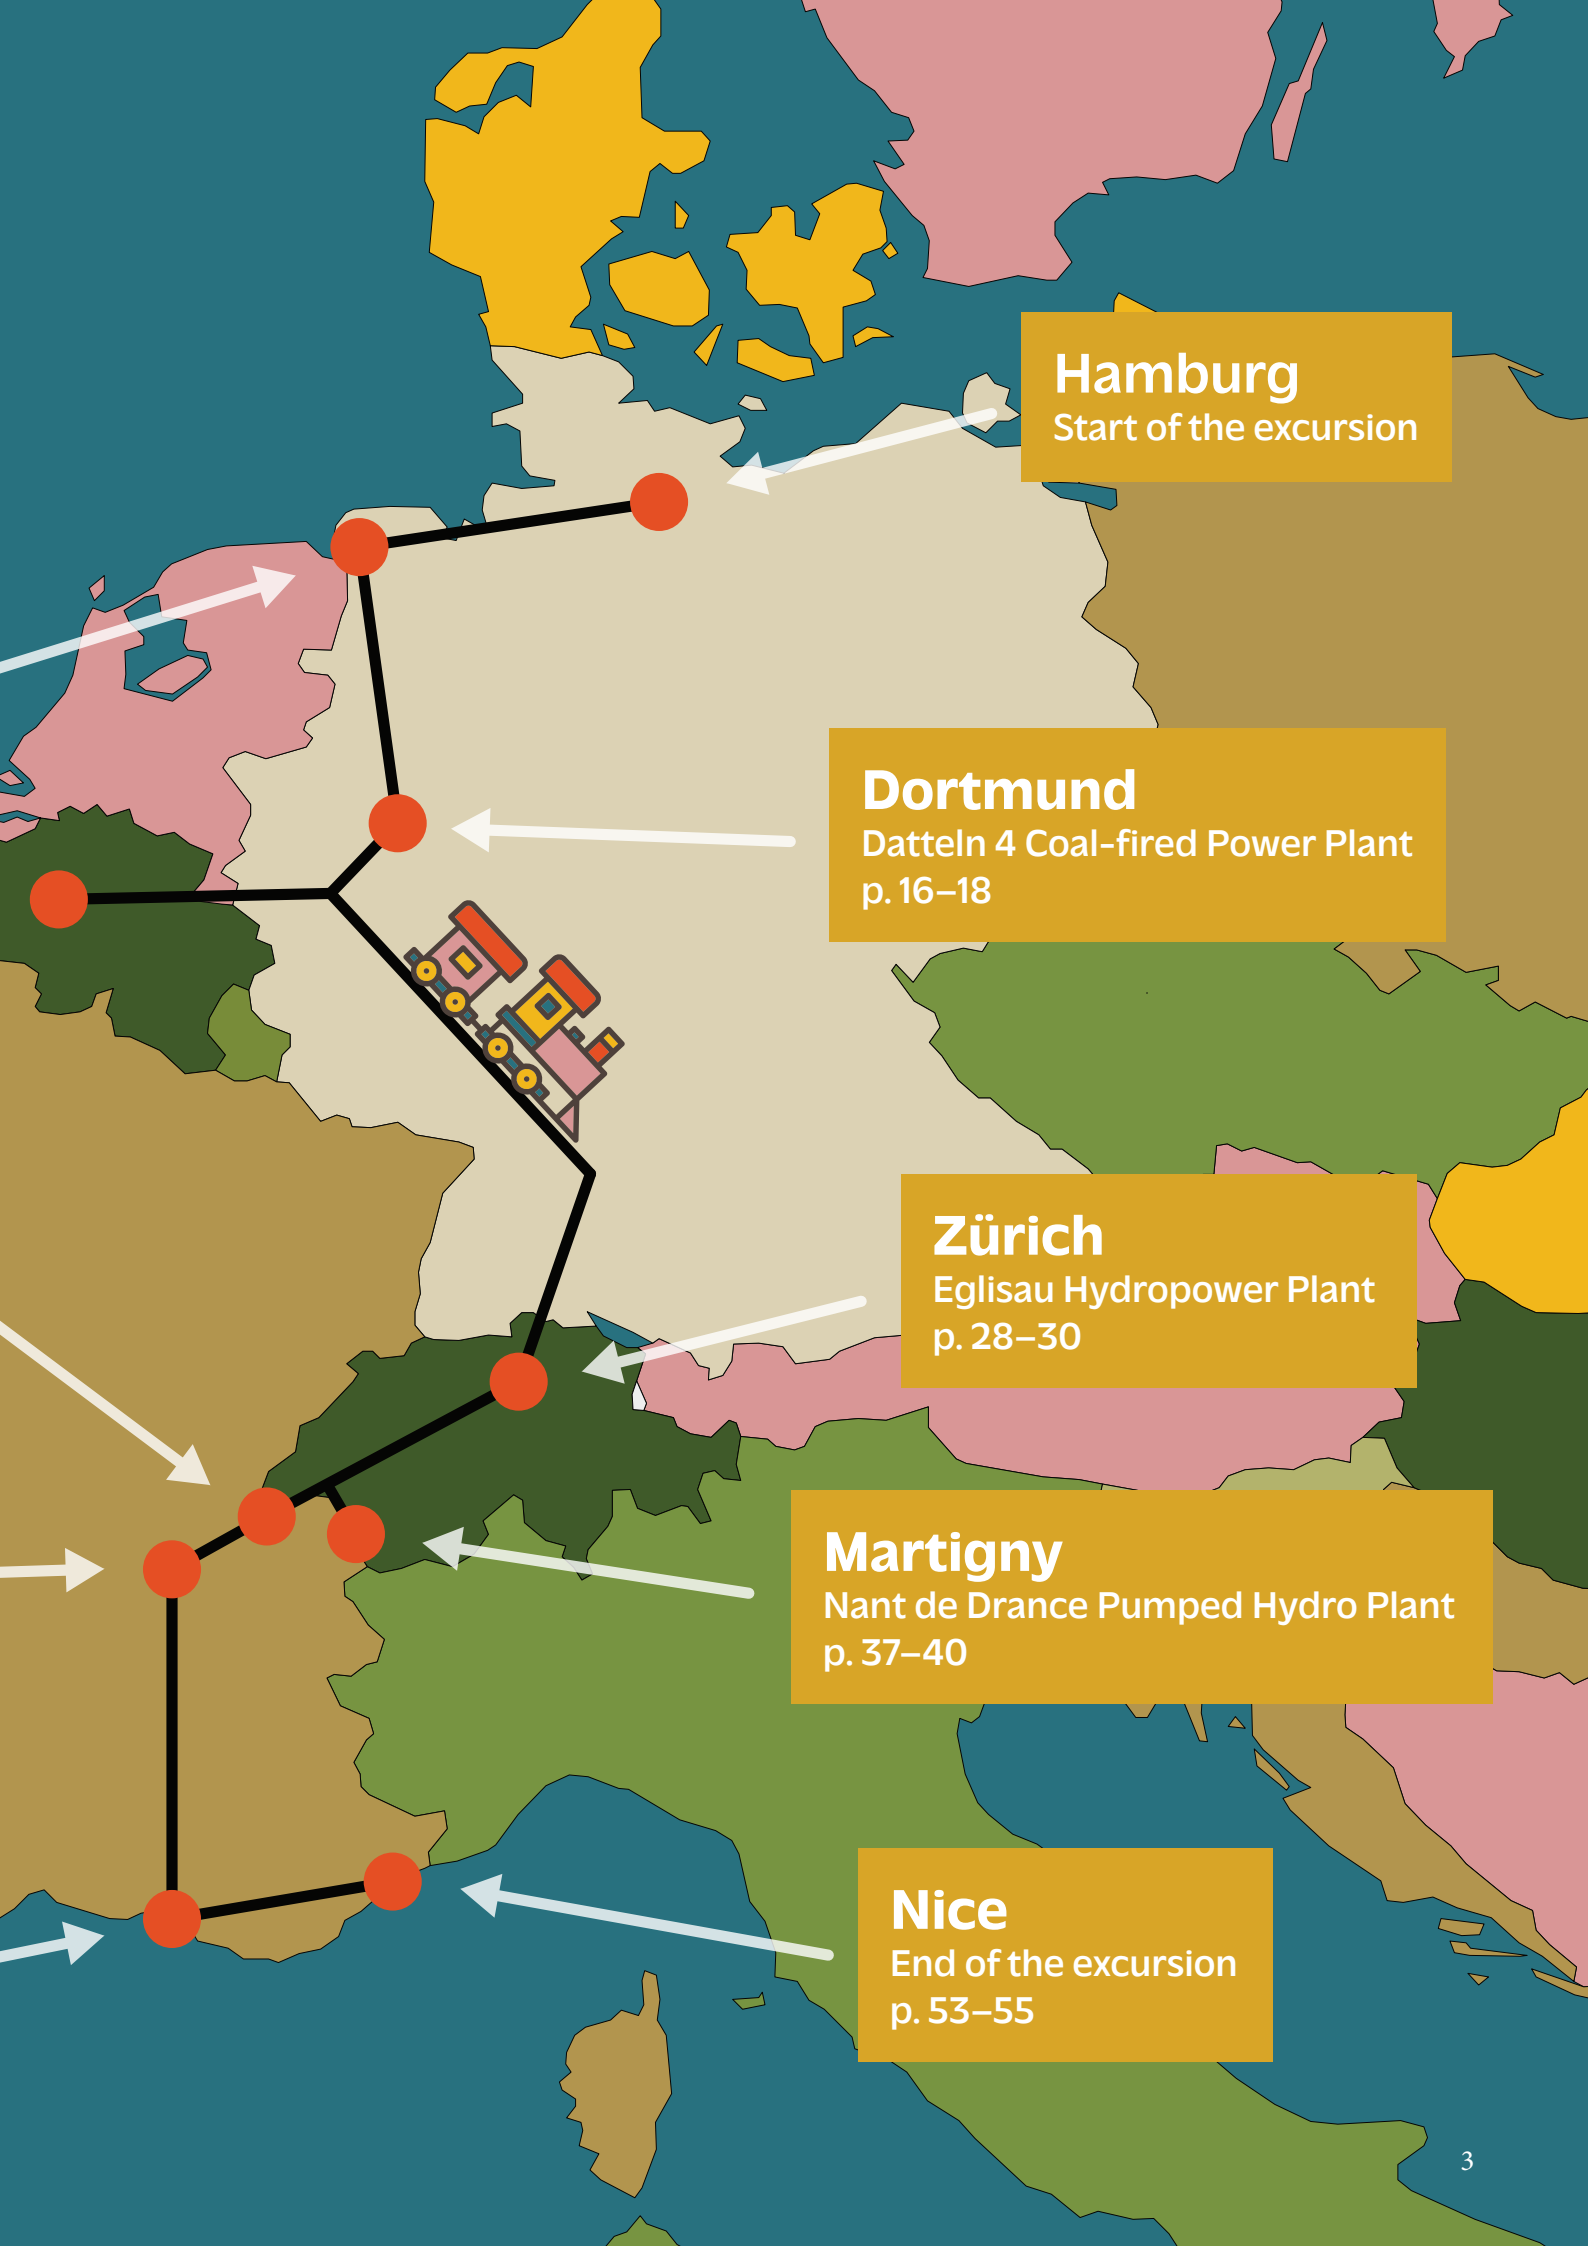 Hamburg
Start of the excursion
Dortmund
Datteln 4 Coal-fired Power Plant
p. 16–18
Zürich
Eglisau Hydropower Plant
p. 28–30
Martigny
Nant de Drance Pumped Hydro Plant
p. 37–40
Nice
End of the excursion
p. 53–55
3